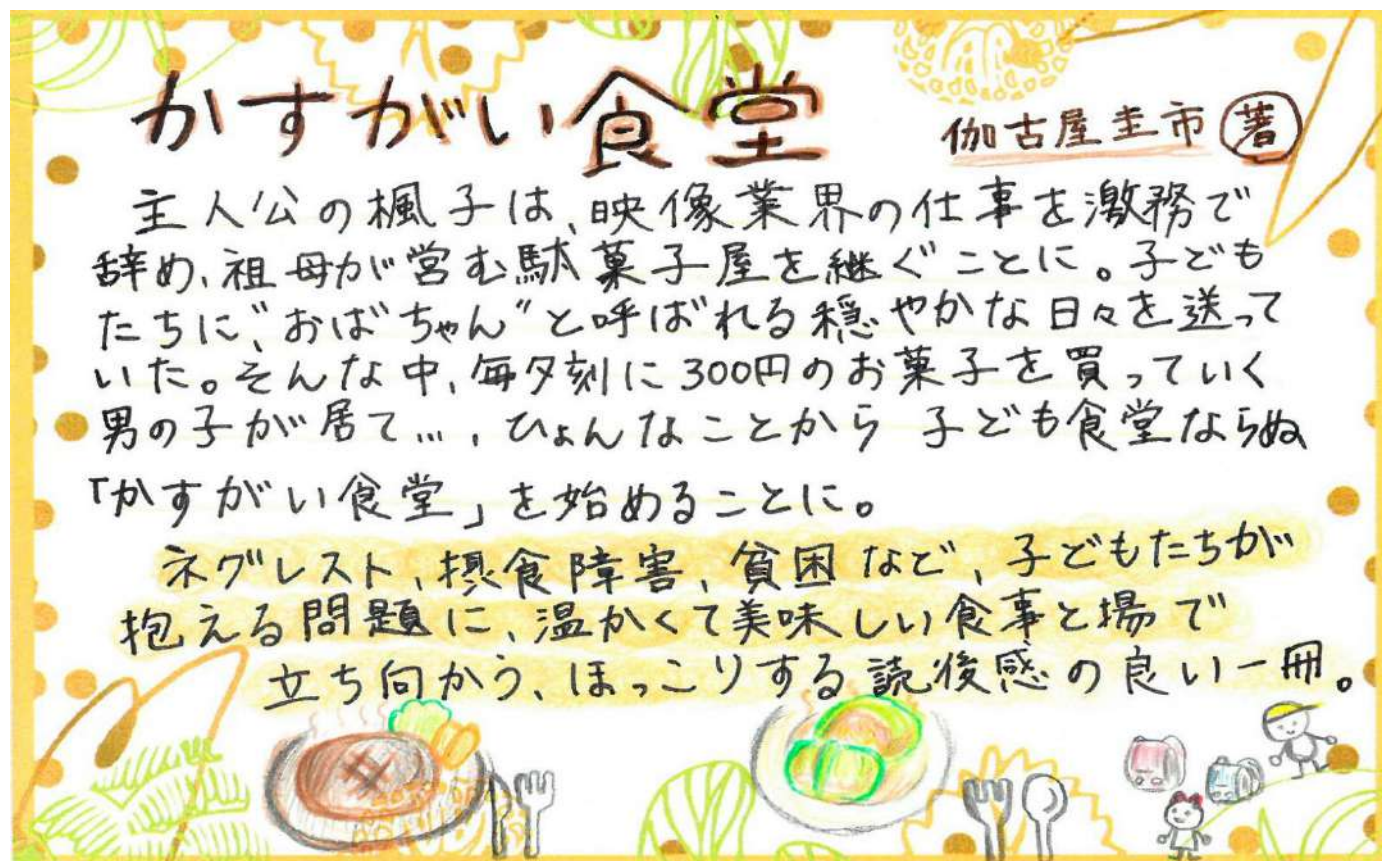 かすがい食堂
伽古屋圭市 著
主人公の楓子は、映像業界の仕事を激務で
辞め、祖母が営む駄菓子屋を継ぐことに。子ども
たちに"おばちゃん"と呼ばれる穏やかな日々を送って
いた。そんな中、毎夕刻に300円のお菓子を買っていく
男の子が居て…、ひょんなことから 子ども食堂ならぬ
「かすがい食堂」を始めることに。
ネグレスト、摂食障害、貧困など、子どもたちが
抱える問題に、温かくて美味しい食事と場で
立ち向かう、ほっこりする読後感の良い一冊。